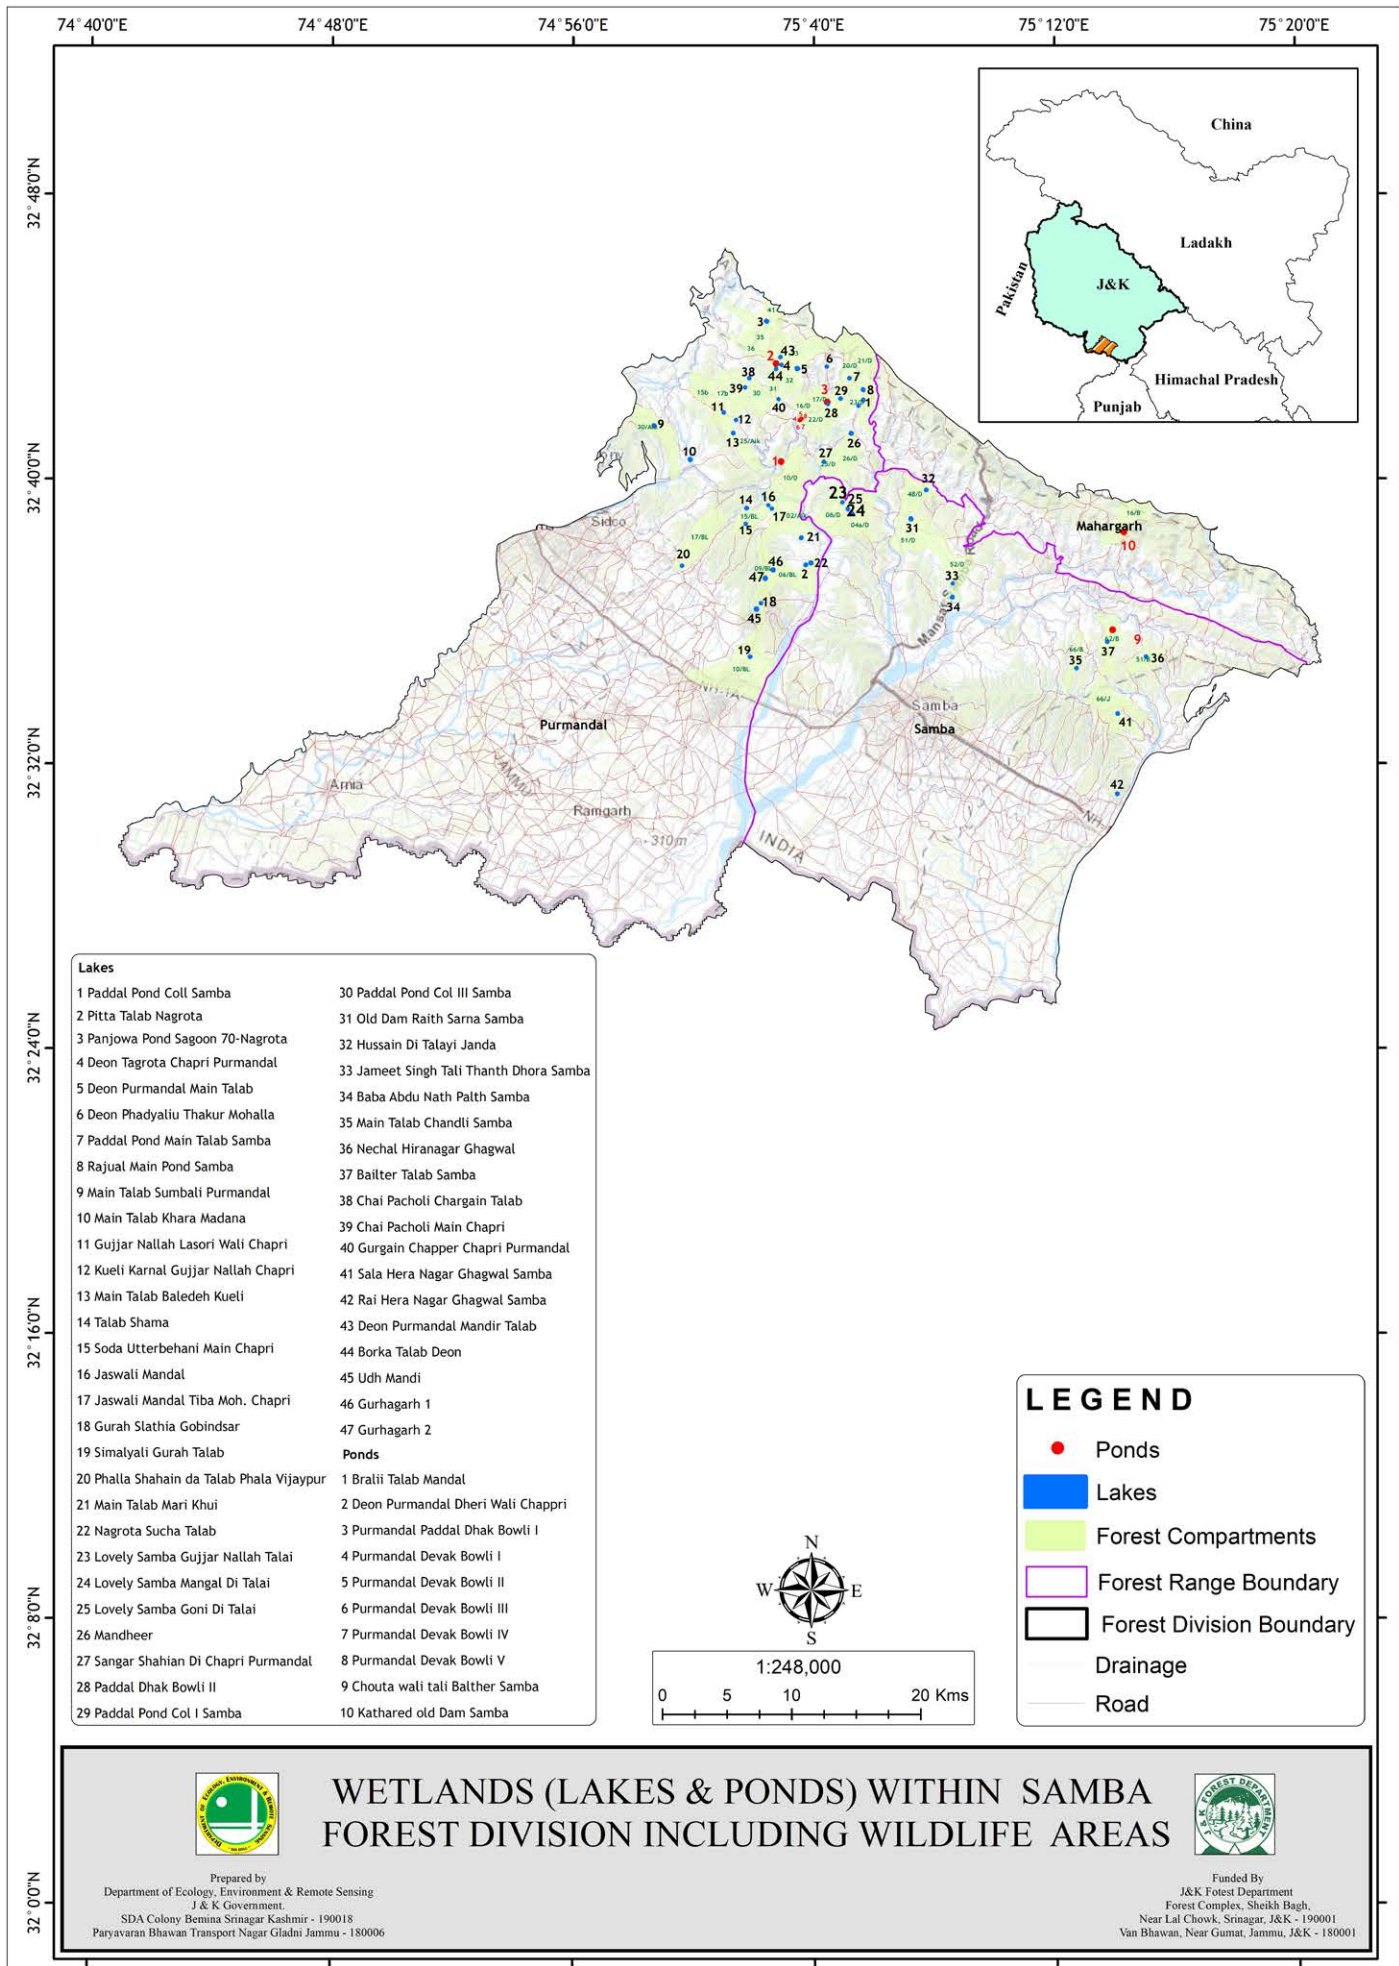 74°40'0"E
74°48'0"E
74°56'0"E
75°4'0"E
75°12'0"E
75°20'0"E
32°48'0"N
32°40'0"N
32°32'0"N
32°24'0"N
32°16'0"N
32°8'0"N
32°0'0"N
China
Ladakh
Pakistan
J&K
Himachal Pradesh
Punjab
Mahargarh
Sidco
Mansar
Purmandal
Samba
Samba
Arnia
JAMMU
Ramgarh
310m
INDIA
Lakes
1 Paddal Pond Coll Samba
2 Pitta Talab Nagrota
3 Panjowa Pond Sagoon 70-Nagrota
4 Deon Tagrota Chapri Purmandal
5 Deon Purmandal Main Talab
6 Deon Phadyaliu Thakur Mohalla
7 Paddal Pond Main Talab Samba
8 Rajual Main Pond Samba
9 Main Talab Sumbali Purmandal
10 Main Talab Khara Madana
11 Gujjar Nallah Lasori Wali Chapri
12 Kueli Karnal Gujjar Nallah Chapri
13 Main Talab Baledeh Kueli
14 Talab Shama
15 Soda Utterbehani Main Chapri
16 Jaswali Mandal
17 Jaswali Mandal Tiba Moh. Chapri
18 Gurah Slathia Gobindsar
19 Simalyali Gurah Talab
20 Phalla Shahain da Talab Phala Vijaypur
21 Main Talab Mari Khui
22 Nagrota Sucha Talab
23 Lovely Samba Gujjar Nallah Talai
24 Lovely Samba Mangal Di Talai
25 Lovely Samba Goni Di Talai
26 Mandheer
27 Sangar Shahian Di Chapri Purmandal
28 Paddal Dhak Bowli II
29 Paddal Pond Col I Samba
30 Paddal Pond Col III Samba
31 Old Dam Raith Sarna Samba
32 Hussain Di Talayi Janda
33 Jameet Singh Tali Thanth Dhora Samba
34 Baba Abdu Nath Palth Samba
35 Main Talab Chandli Samba
36 Nechal Hiranagar Ghagwal
37 Bailter Talab Samba
38 Chai Pacholi Chargain Talab
39 Chai Pacholi Main Chapri
40 Gurgain Chapper Chapri Purmandal
41 Sala Hera Nagar Ghagwal Samba
42 Rai Hera Nagar Ghagwal Samba
43 Deon Purmandal Mandir Talab
44 Borka Talab Deon
45 Udh Mandi
46 Gurhagarh 1
47 Gurhagarh 2
Ponds
1 Bralii Talab Mandal
2 Deon Purmandal Dheri Wali Chappri
3 Purmandal Paddal Dhak Bowli I
4 Purmandal Devak Bowli I
5 Purmandal Devak Bowli II
6 Purmandal Devak Bowli III
7 Purmandal Devak Bowli IV
8 Purmandal Devak Bowli V
9 Chouta wali tali Balther Samba
10 Kathared old Dam Samba
N
W E
S
1:248,000
0 5 10 20 Kms
LEGEND
Ponds
Lakes
Forest Compartments
Forest Range Boundary
Forest Division Boundary
Drainage
Road
WETLANDS (LAKES & PONDS) WITHIN SAMBA
FOREST DIVISION INCLUDING WILDLIFE AREAS
Prepared by
Department of Ecology, Environment & Remote Sensing
J & K Government.
SDA Colony Bemina Srinagar Kashmir - 190018
Paryavaran Bhawan Transport Nagar Gladni Jammu - 180006
J & K FOREST DEPARTMENT
Funded By
J&K Fotest Department
Forest Complex, Sheikh Bagh,
Near Lal Chowk, Srinagar, J&K - 190001
Van Bhawan, Near Gumat, Jammu, J&K - 180001